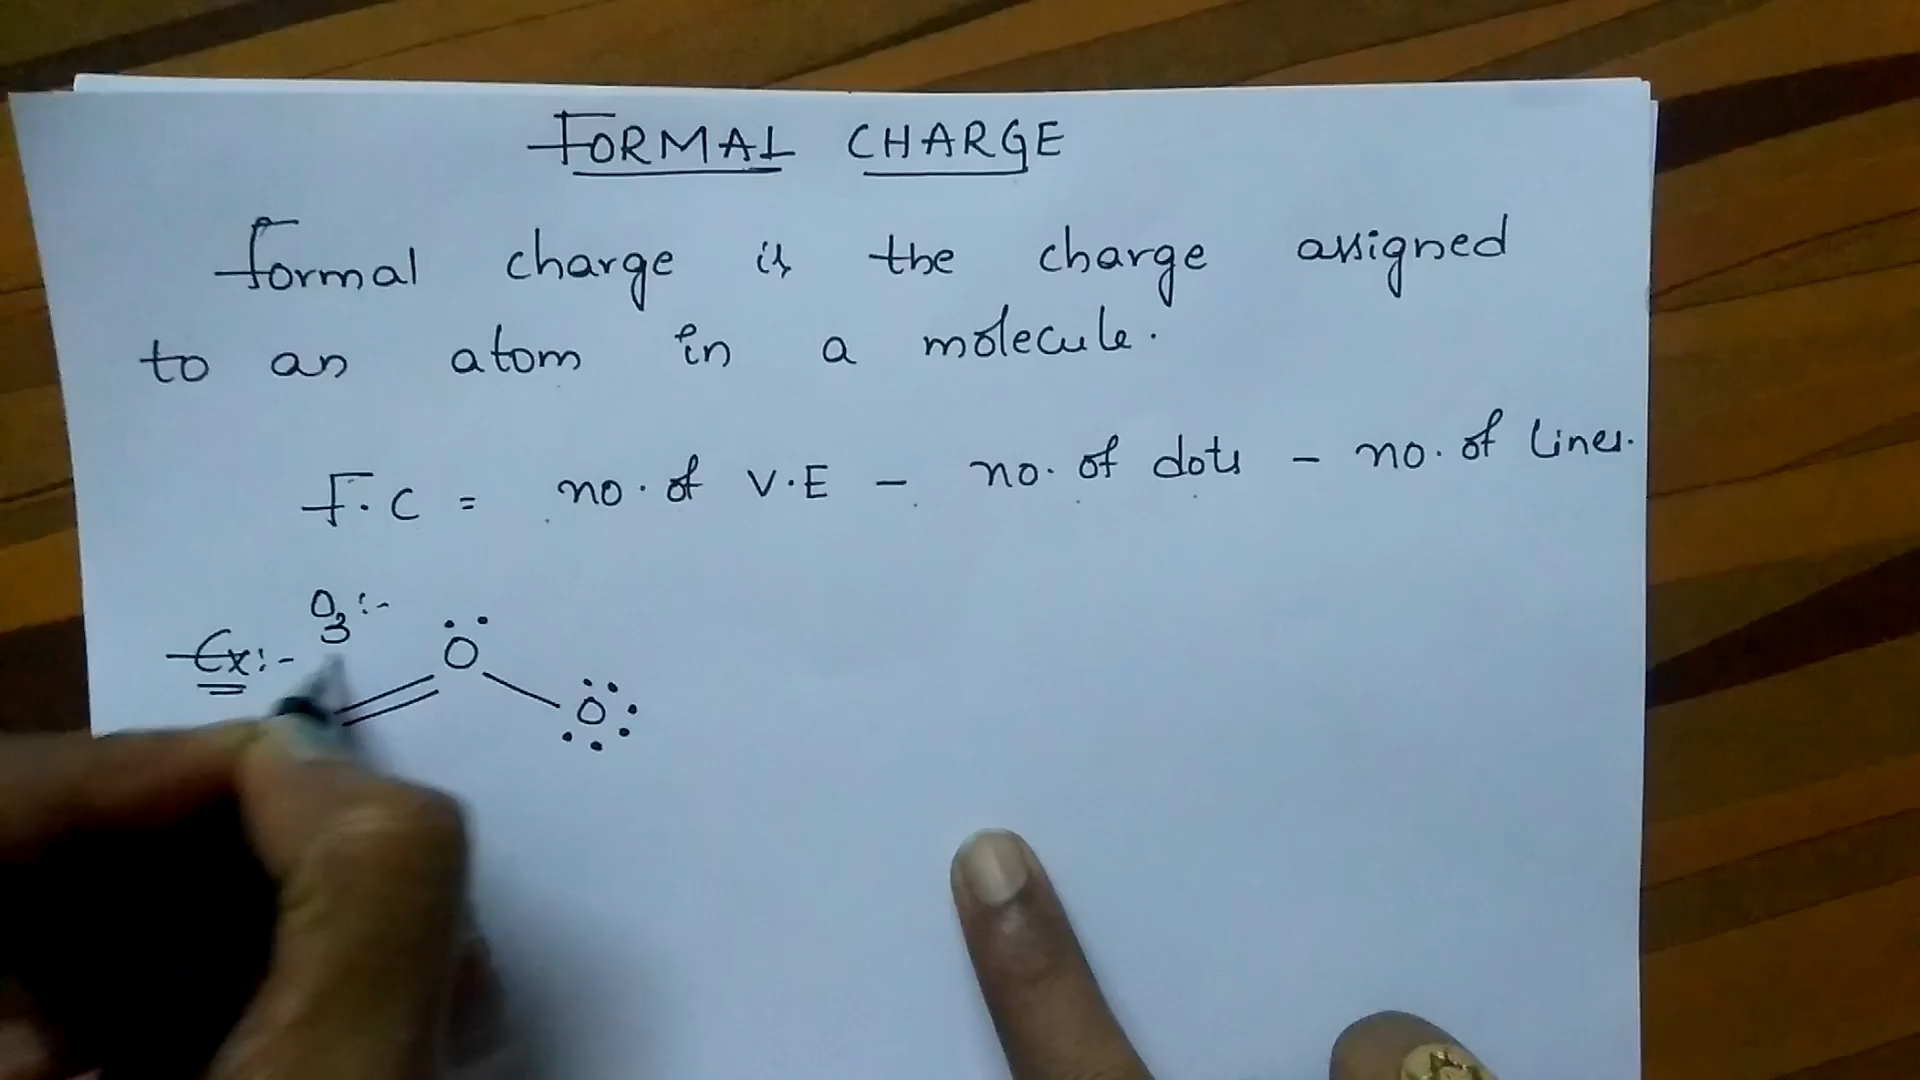 FORMAL CHARGE
Formal charge is the charge assigned
to an atom in a molecule.
F.C = no. of V.E - no. of dots - no. of lines.
Ex:- O3 :-
O
O